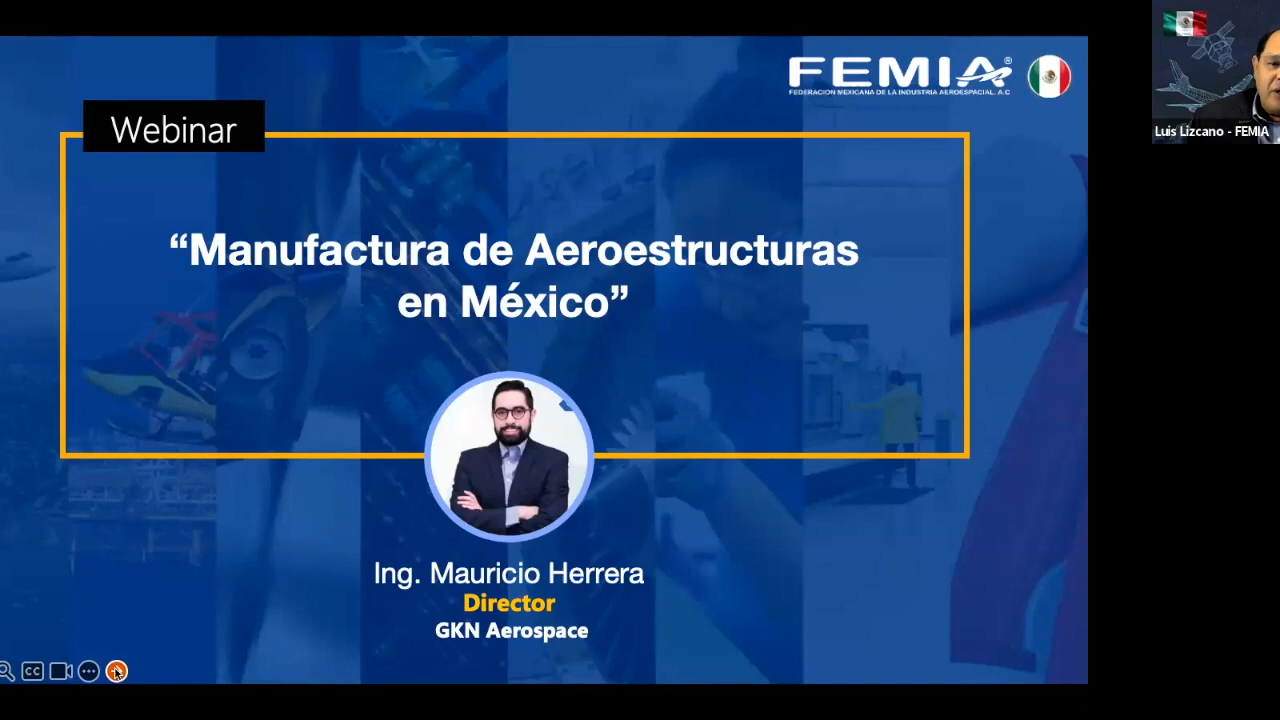 FEMIA®
FEDERACION MEXICANA DE LA INDUSTRIA AEROESPACIAL, A.C
Webinar
“Manufactura de Aeroestructuras
en México”
Ing. Mauricio Herrera
Director
GKN Aerospace
CC
Luis Lizcano - FEMIA